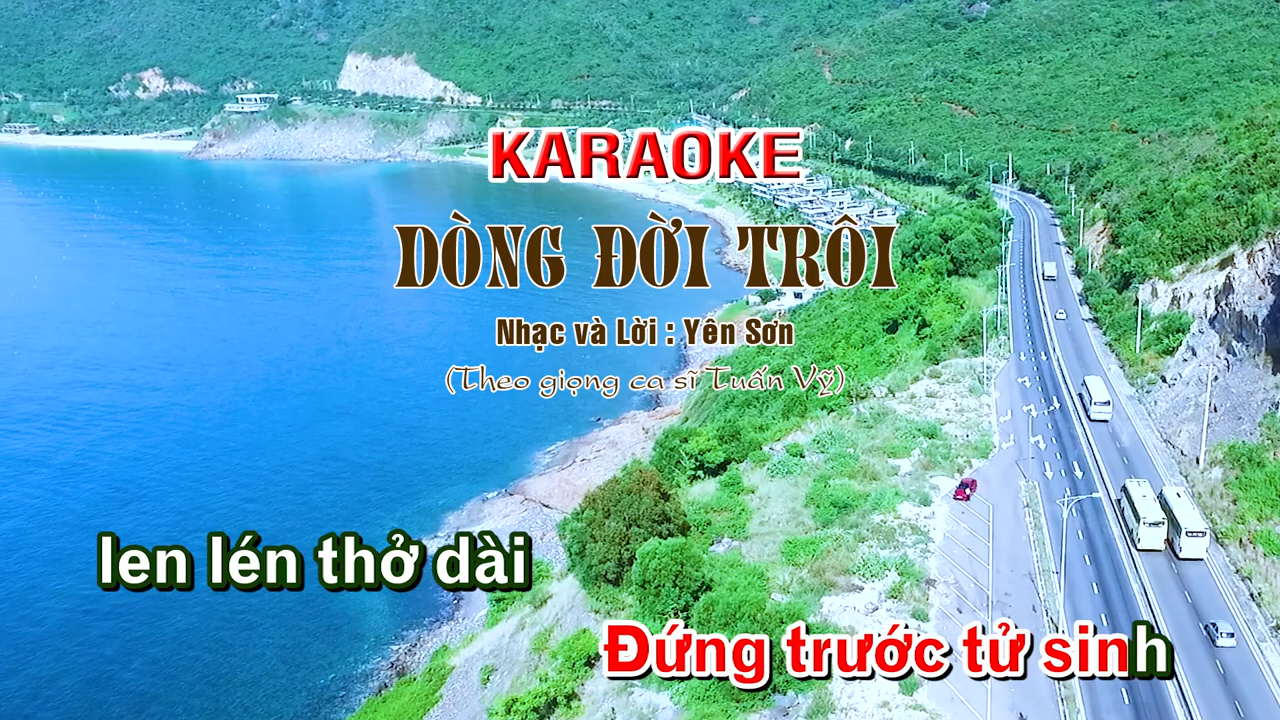 KARAOKE
DÒNG ĐỜI TRÔI
Nhạc và Lời : Yên Sơn
(Theo giọng ca sĩ Tuấn Vỹ)
len lén thở dài
Đứng trước tử sinh